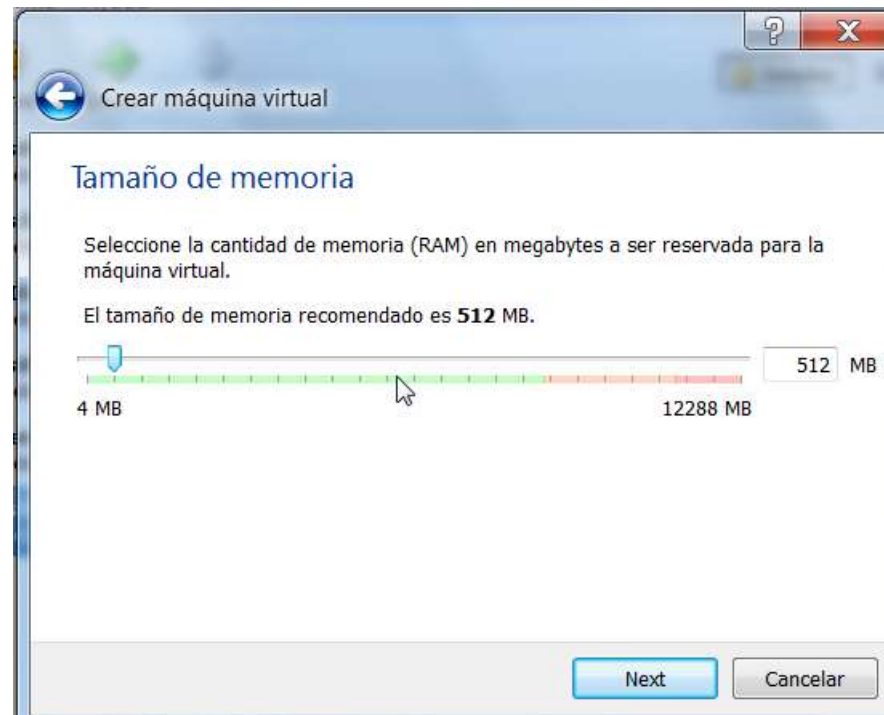 Crear máquina virtual
Tamaño de memoria
Seleccione la cantidad de memoria (RAM) en megabytes a ser reservada para la
máquina virtual.
El tamaño de memoria recomendado es 512 MB.
512 MB
4 MB 12288 MB
Next Cancelar